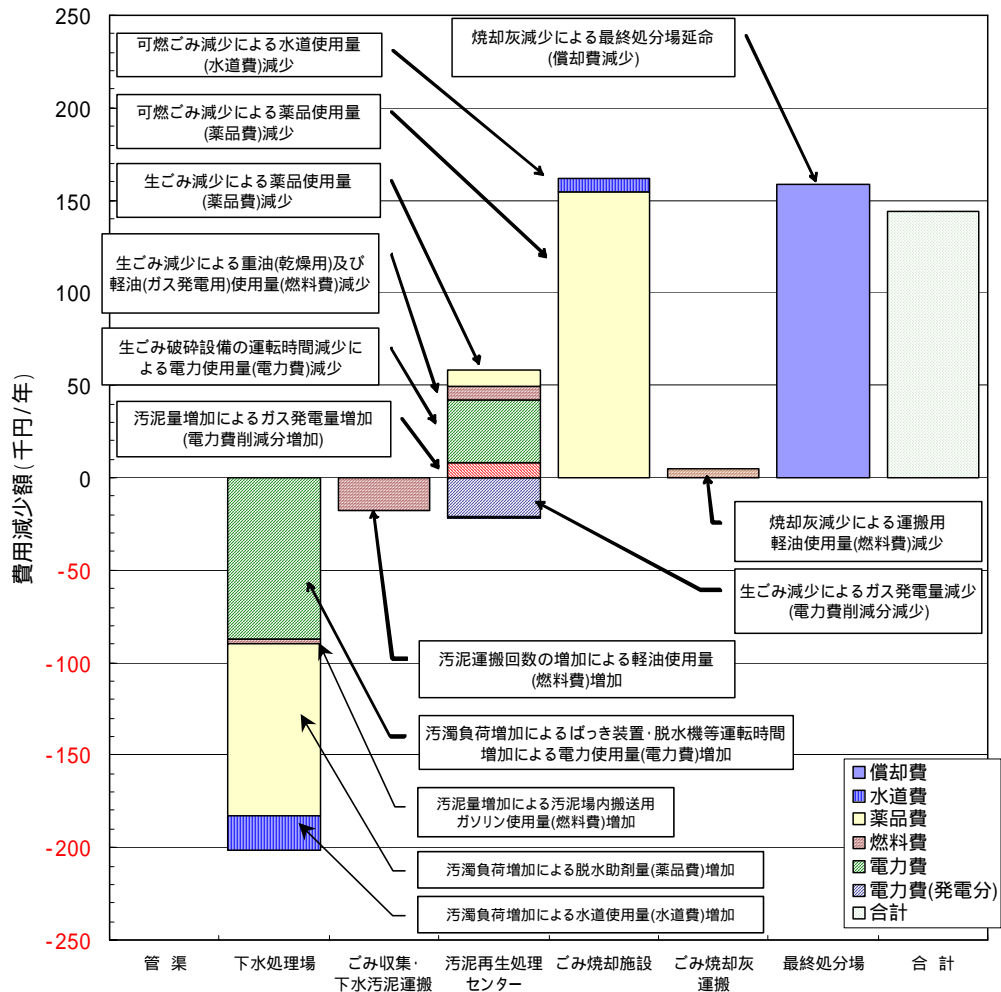 250
200
150
100
50
0
-50
-100
-150
-200
-250
費用減少額(千円/年)
可燃ごみ減少による水道使用量
(水道費)減少
焼却灰減少による最終処分場延命
(償却費減少)
可燃ごみ減少による薬品使用量
(薬品費)減少
生ごみ減少による薬品使用量
(薬品費)減少
生ごみ減少による重油(乾燥用)及び
軽油(ガス発電用)使用量(燃料費)減少
生ごみ破砕設備の運転時間減少に
よる電力使用量(電力費)減少
汚泥量増加によるガス発電量増加
(電力費削減分増加)
焼却灰減少による運搬用
軽油使用量(燃料費)減少
生ごみ減少によるガス発電量減少
(電力費削減分減少)
汚泥運搬回数の増加による軽油使用量
(燃料費)増加
汚濁負荷増加によるばっき装置・脱水機等運転時間
増加による電力使用量(電力費)増加
汚泥量増加による汚泥場内搬送用
ガソリン使用量(燃料費)増加
汚濁負荷増加による脱水助剤量(薬品費)増加
汚濁負荷増加による水道使用量(水道費)増加
償却費
水道費
薬品費
燃料費
電力費
電力費(発電分)
合計
管 渠
下水処理場
ごみ収集・
下水汚泥運搬
汚泥再生処理
センター
ごみ焼却施設
ごみ焼却灰
運搬
最終処分場
合 計